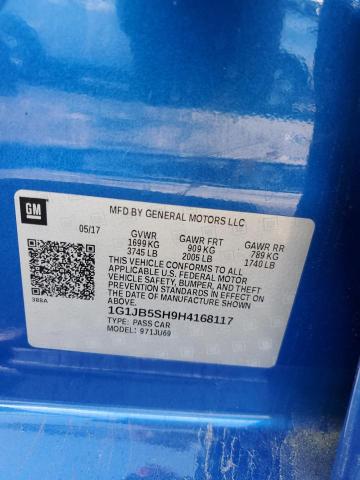 GM
MFD BY GENERAL MOTORS LLC
05/17 GVWR GAWR FRT GAWR RR
1699 KG 909 KG 789 KG
3745 LB 2005 LB 1740 LB
THIS VEHICLE CONFORMS TO ALL
APPLICABLE U.S. FEDERAL MOTOR
VEHICLE SAFETY, BUMPER, AND THEFT
PREVENTION STANDARDS IN EFFECT ON
THE DATE OF MANUFACTURE SHOWN
ABOVE.
388A
1G1JB5SH9H4168117
TYPE: PASS CAR
MODEL: 971JU69